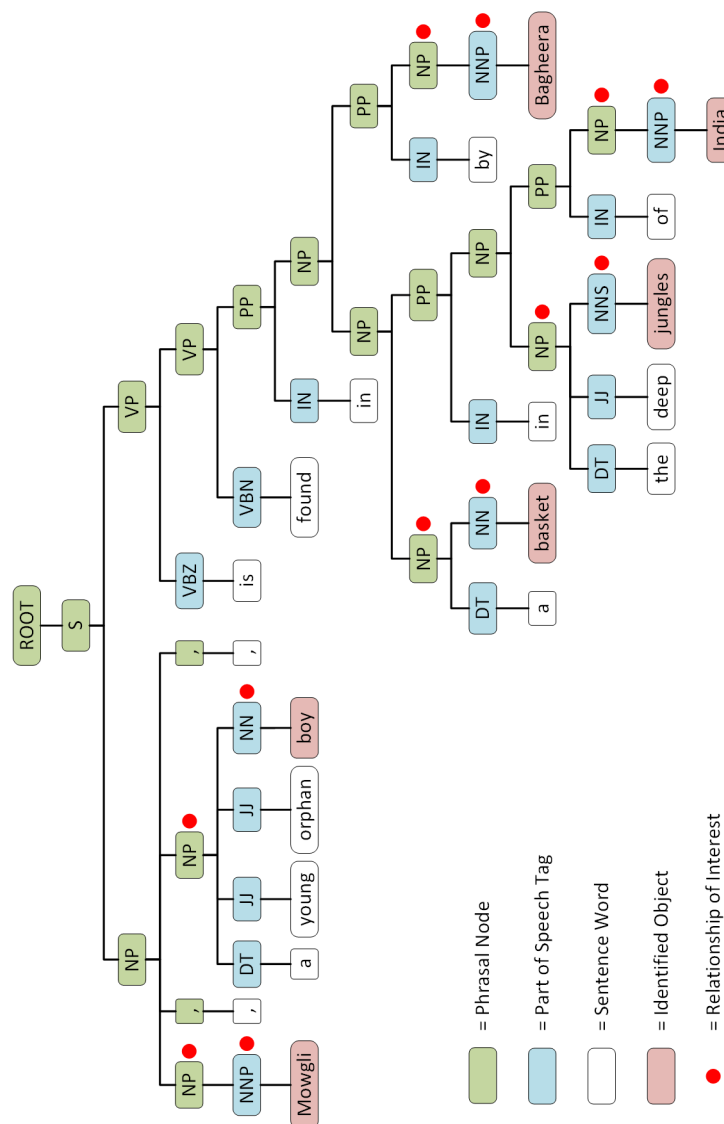 ROOT
S
NP VP
NP , NP , VBZ VP
NNP , DT JJ JJ NN , is VBN PP
Mowgli a young orphan boy found IN NP
in NP PP
NP PP IN NP
DT NN IN NP by NNP
a basket in NP PP Bagheera
DT JJ NNS IN NP
the deep jungles of NNP
India
= Phrasal Node
= Part of Speech Tag
= Sentence Word
= Identified Object
= Relationship of Interest